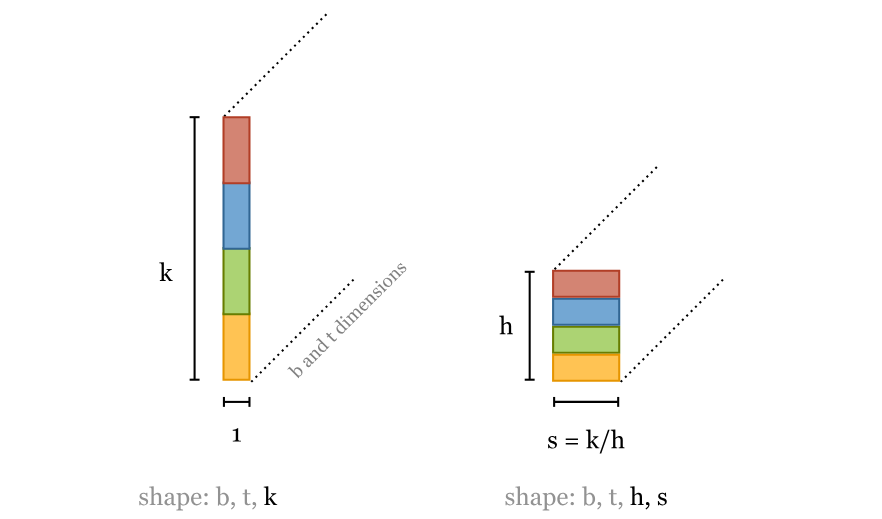 k
b and t dimensions
1
shape: b, t, k
h
s = k/h
shape: b, t, h, s